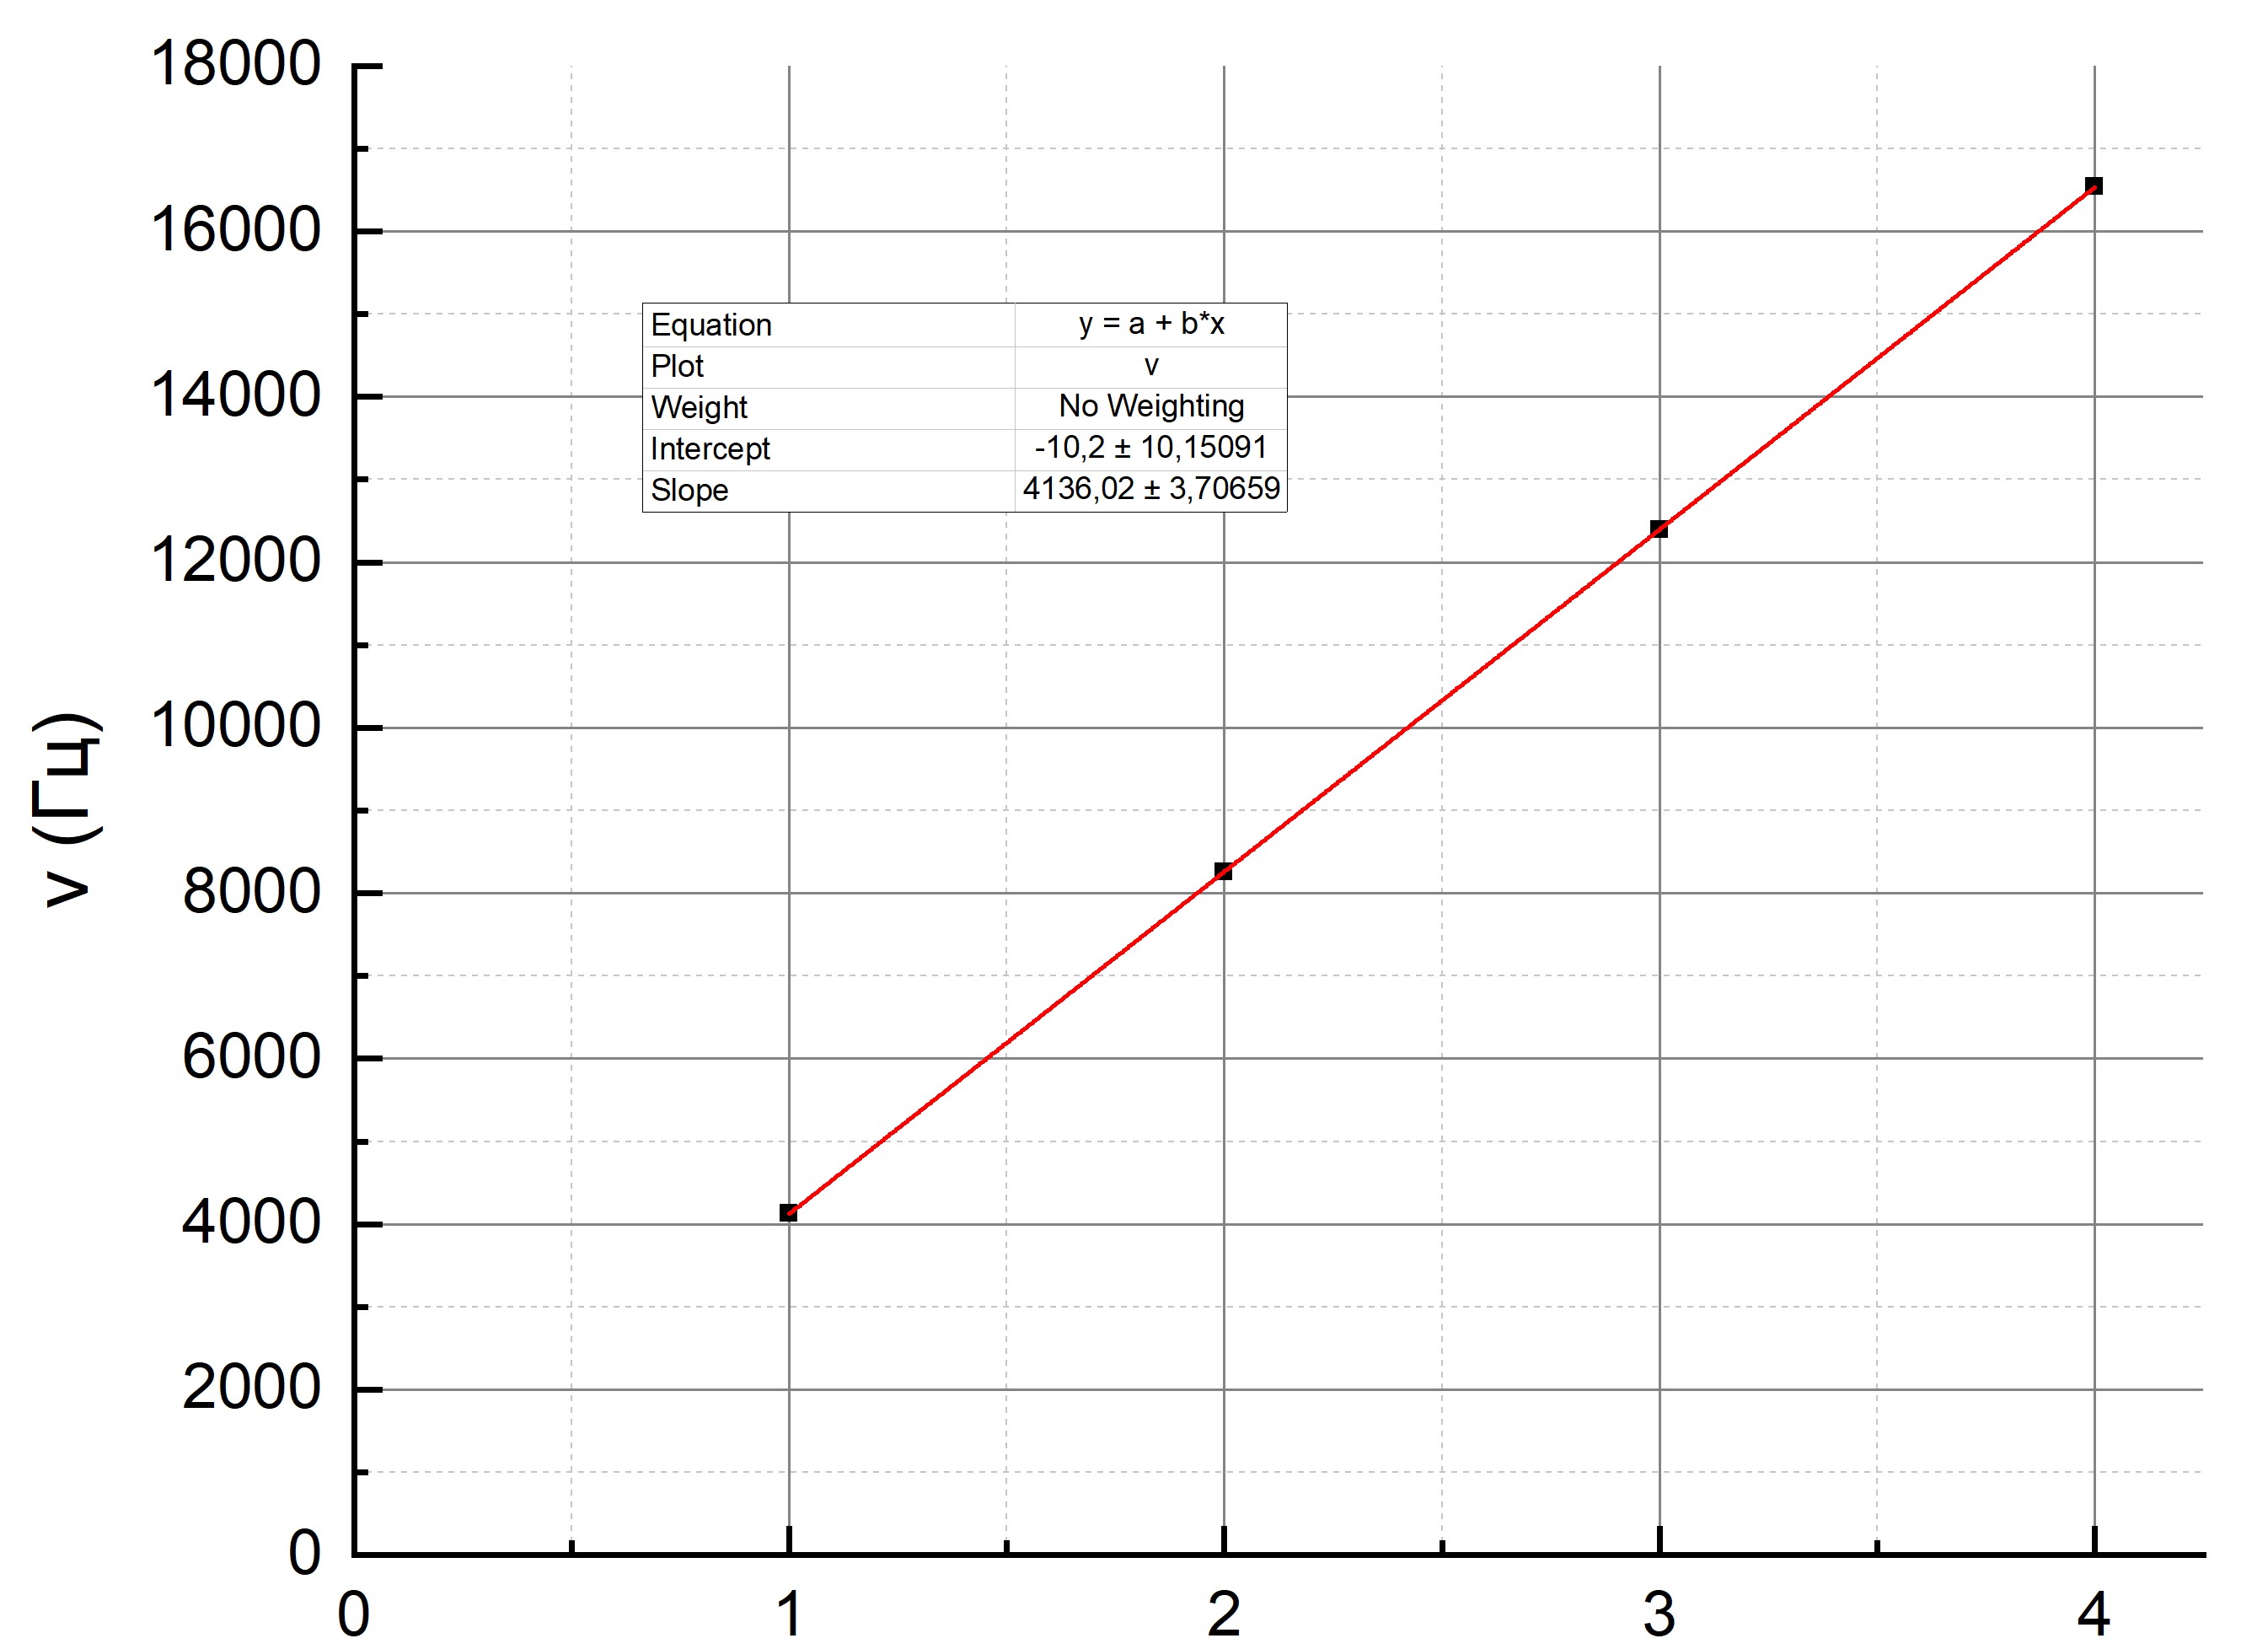 18000
16000
14000
12000
10000
8000
6000
4000
2000
0
ν (Гц)
Equation y = a + b*x
Plot ν
Weight No Weighting
Intercept -10,2 ± 10,15091
Slope 4136,02 ± 3,70659
0 1 2 3 4